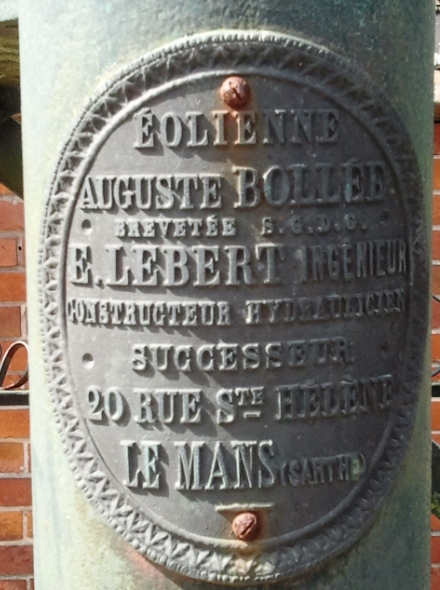 ÉOLIENNE
AUGUSTE BOLLÉE
BREVETÉE S.G.D.G.
E. LEBERT INGÉNIEUR
CONSTRUCTEUR HYDRAULICIEN
SUCCESSEUR
20 RUE STE HÉLÈNE
LE MANS (SARTHE)